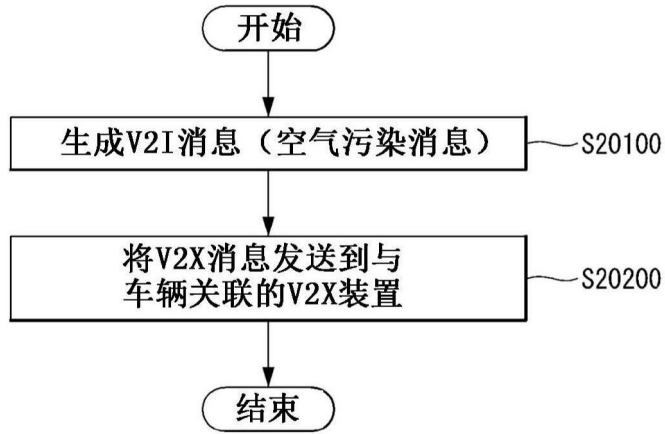 开始
生成V2I消息（空气污染消息）
S20100
将V2X消息发送到与
车辆关联的V2X装置
S20200
结束